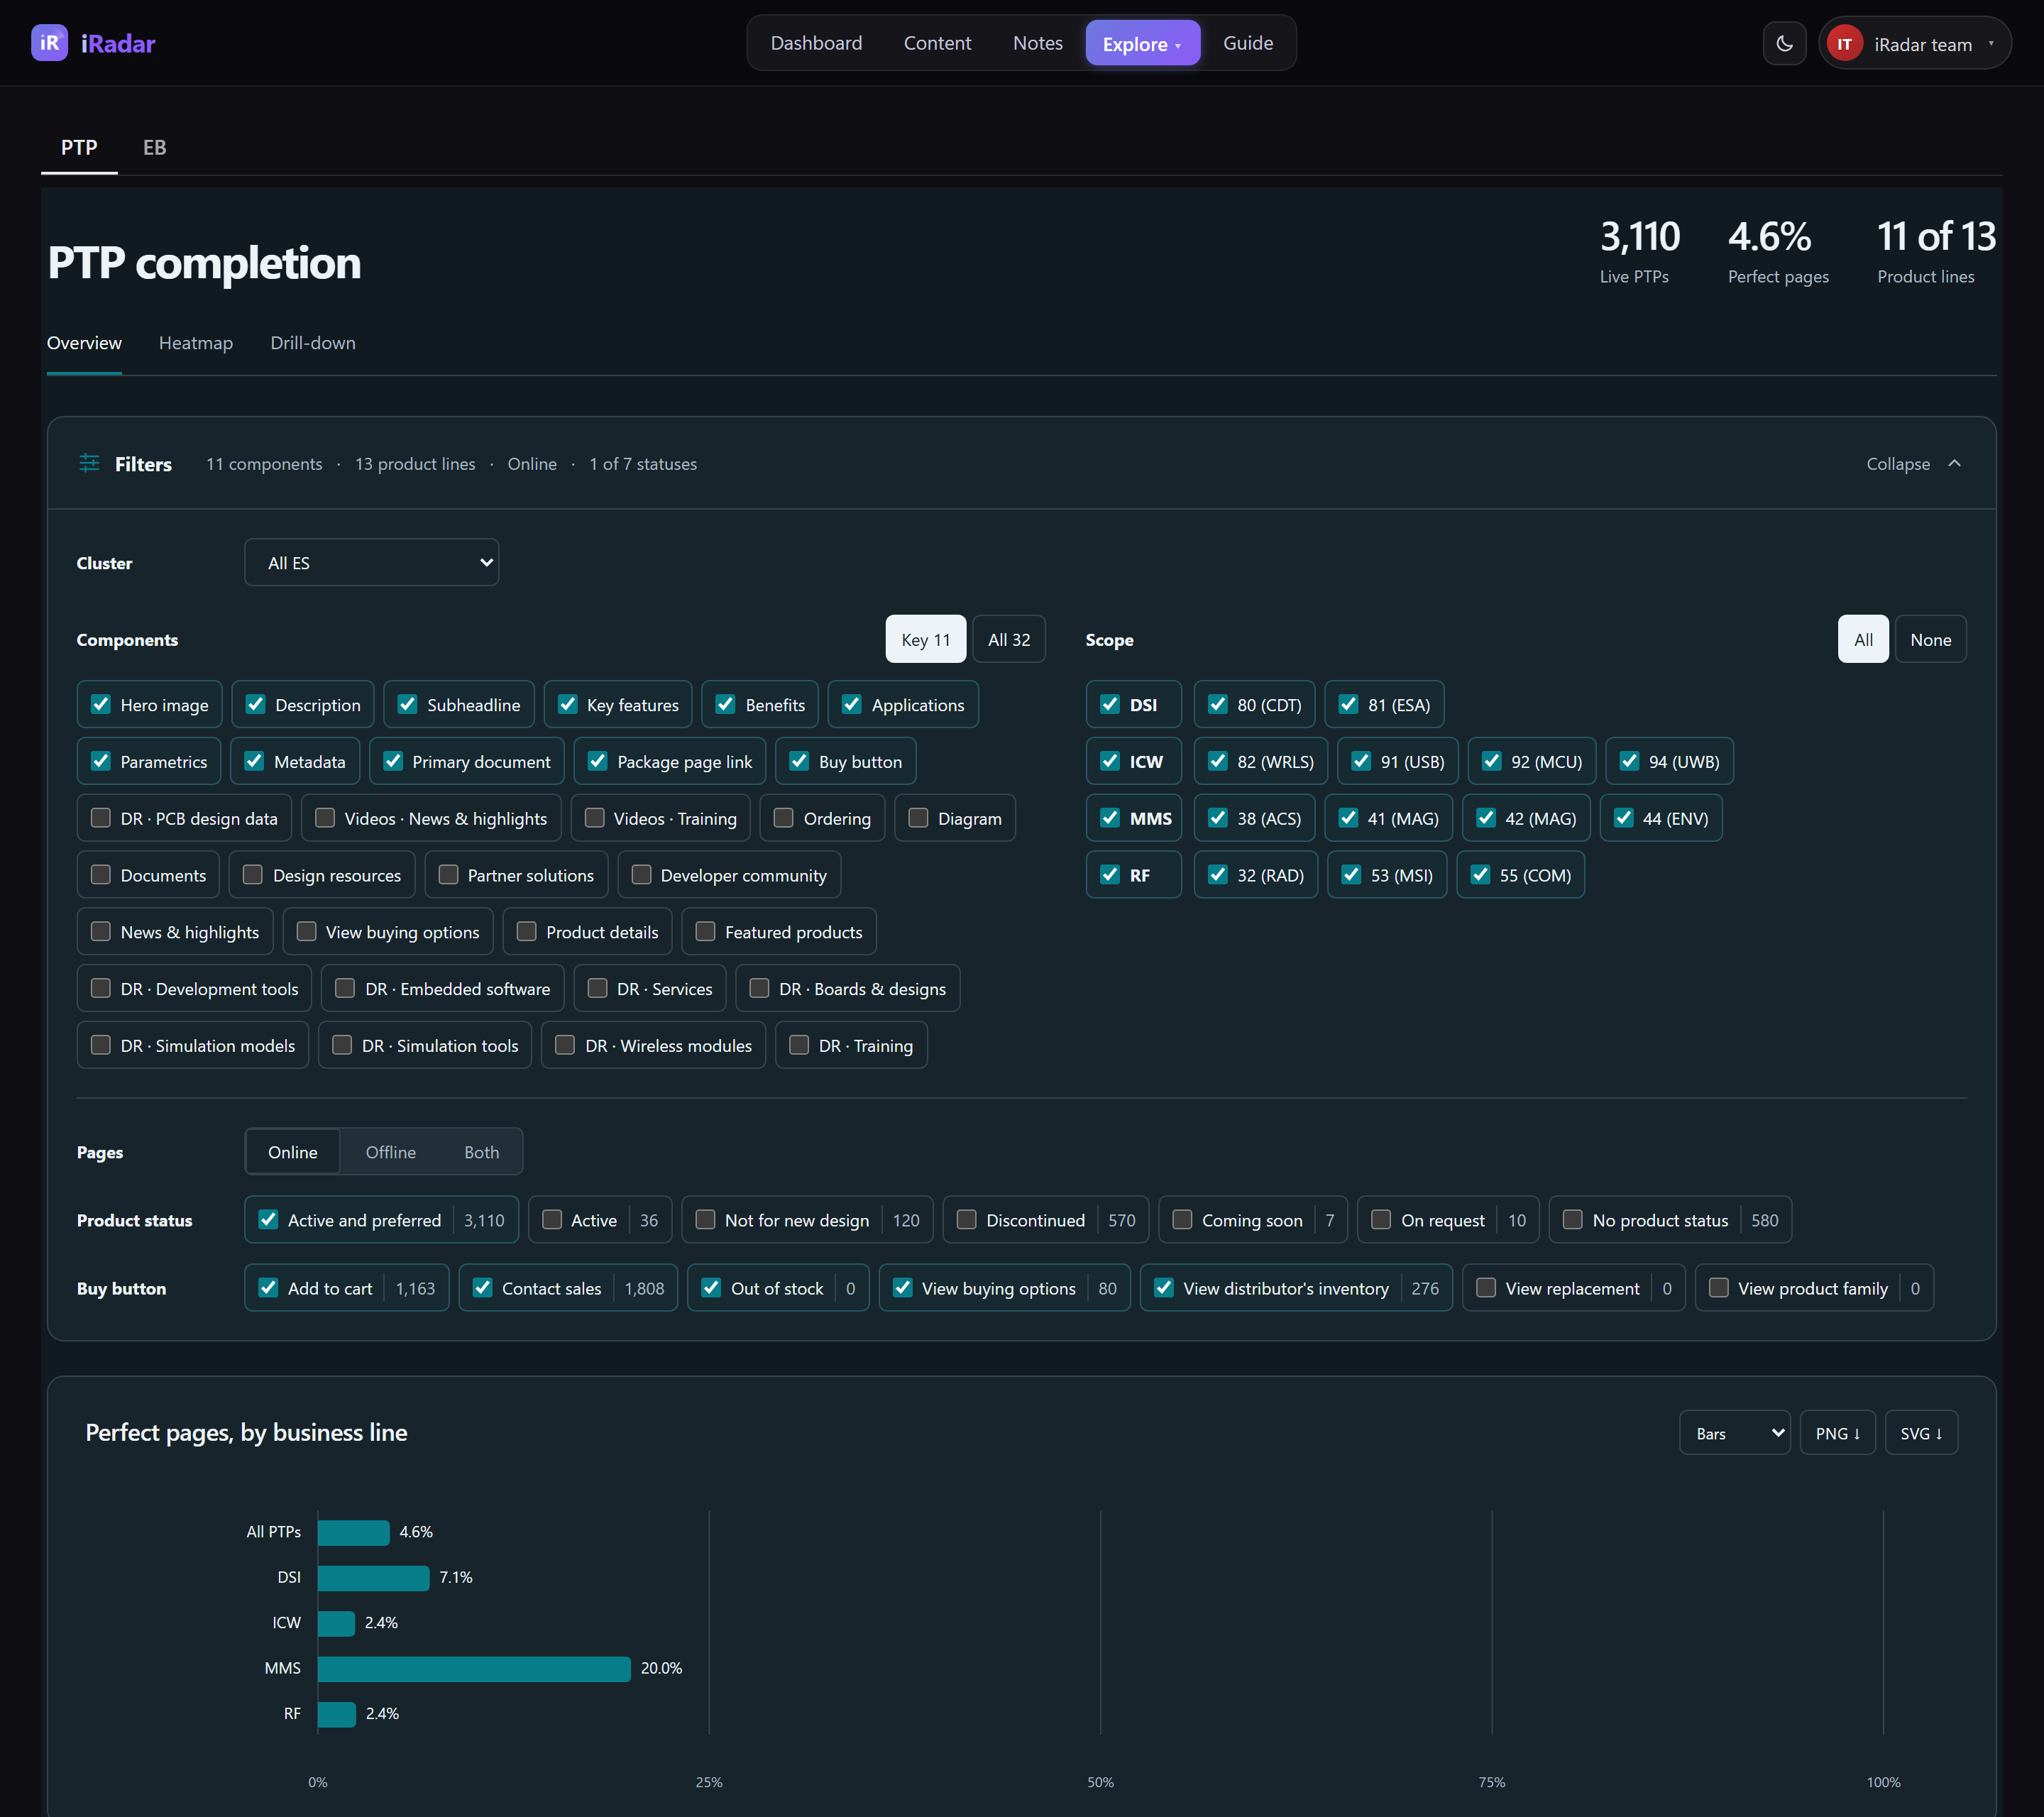 iR iRadar
Dashboard Content Notes Explore Guide
IT iRadar team
PTP EB
PTP completion
3,110 4.6% 11 of 13
Live PTPs Perfect pages Product lines
Overview Heatmap Drill-down
Filters 11 components · 13 product lines · Online · 1 of 7 statuses Collapse
Cluster All ES
Components Key 11 All 32
Hero image Description Subheadline Key features Benefits Applications
Parametrics Metadata Primary document Package page link Buy button
DR · PCB design data Videos · News & highlights Videos · Training Ordering Diagram
Documents Design resources Partner solutions Developer community
News & highlights View buying options Product details Featured products
DR · Development tools DR · Embedded software DR · Services DR · Boards & designs
DR · Simulation models DR · Simulation tools DR · Wireless modules DR · Training
Scope All None
DSI 80 (CDT) 81 (ESA)
ICW 82 (WRLS) 91 (USB) 92 (MCU) 94 (UWB)
MMS 38 (ACS) 41 (MAG) 42 (MAG) 44 (ENV)
RF 32 (RAD) 53 (MSI) 55 (COM)
Pages Online Offline Both
Product status Active and preferred 3,110 Active 36 Not for new design 120 Discontinued 570 Coming soon 7 On request 10 No product status 580
Buy button Add to cart 1,163 Contact sales 1,808 Out of stock 0 View buying options 80 View distributor's inventory 276 View replacement 0 View product family 0
Perfect pages, by business line Bars PNG ↓ SVG ↓
All PTPs 4.6%
DSI 7.1%
ICW 2.4%
MMS 20.0%
RF 2.4%
0% 25% 50% 75% 100%